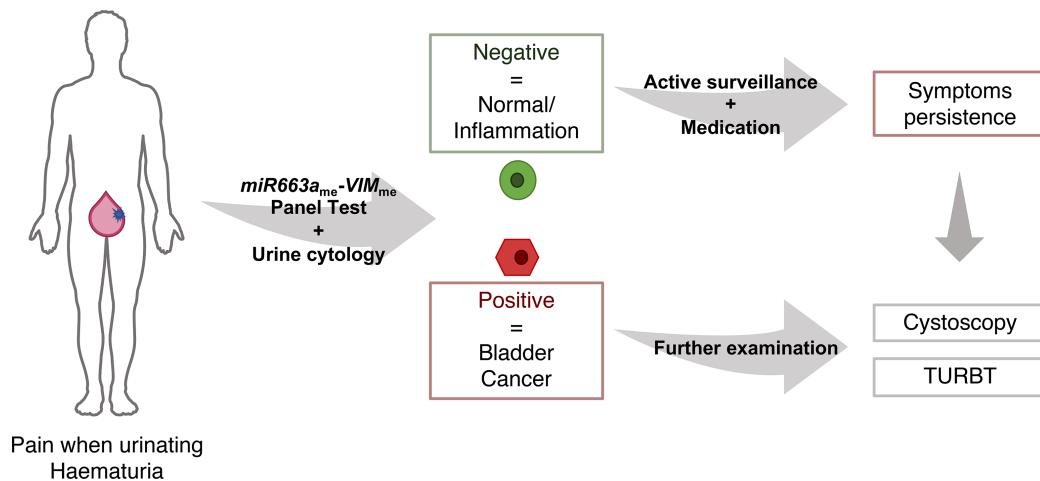 Pain when urinating
Haematuria
miR663ame-VIMme
Panel Test
+
Urine cytology
Negative
=
Normal/
Inflammation
Positive
=
Bladder
Cancer
Active surveillance
+
Medication
Further examination
Symptoms
persistence
Cystoscopy
TURBT